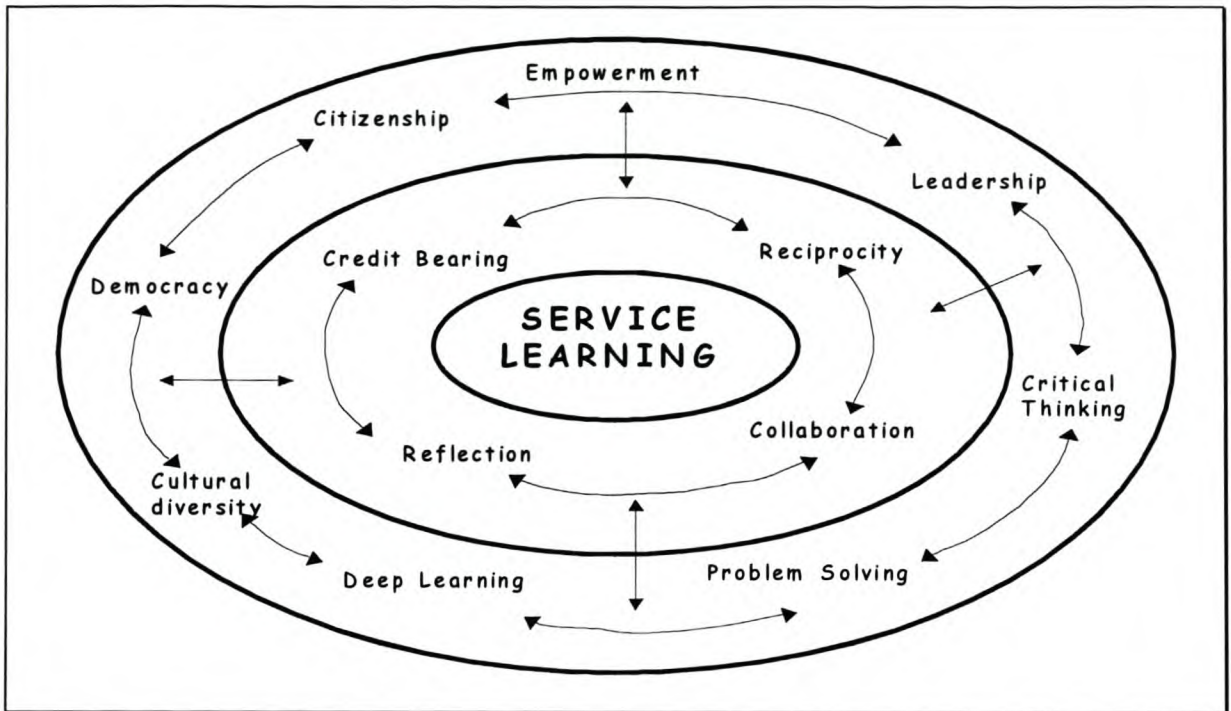 Empowerment
Citizenship
Leadership
Credit Bearing
Reciprocity
Democracy
SERVICE
LEARNING
Critical
Thinking
Collaboration
Reflection
Cultural
diversity
Deep Learning
Problem Solving